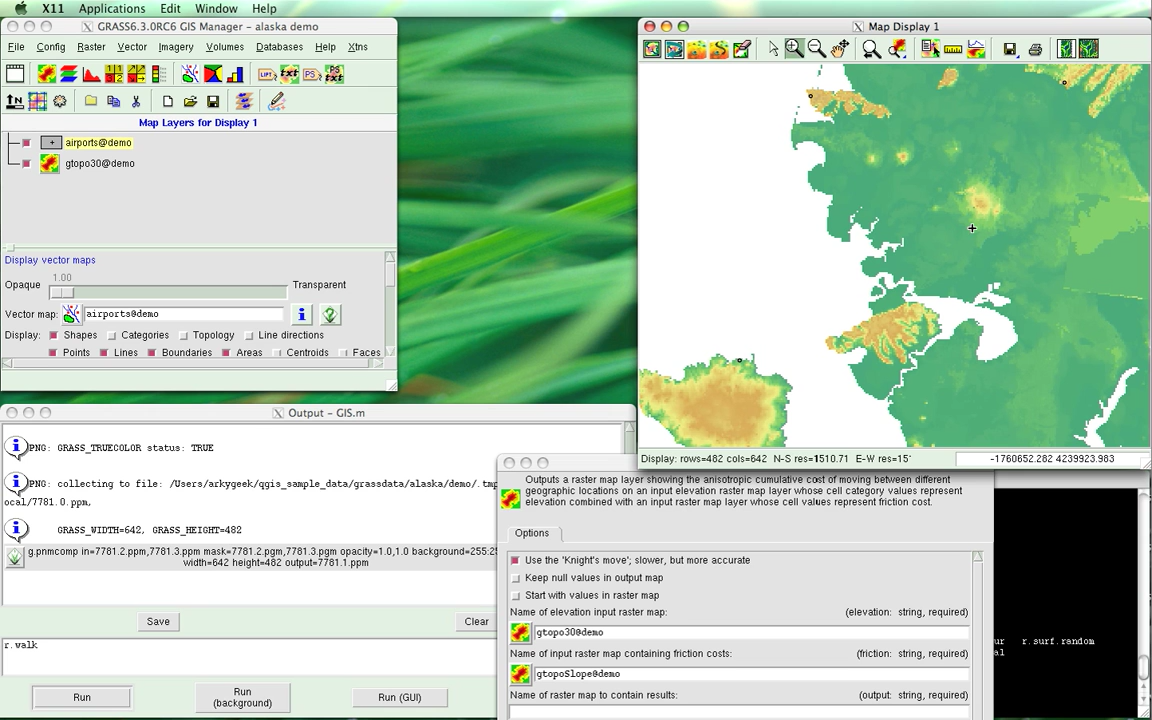 X11 Applications Edit Window Help
GRASS6.3.0RC6 GIS Manager - alaska demo
File Config Raster Vector Imagery Volumes Databases Help Xtns
Map Layers for Display 1
airports@demo
gtopo30@demo
Display vector maps
Opaque 1.00 Transparent
Vector map: airports@demo
Display: Shapes Categories Topology Line directions
Points Lines Boundaries Areas Centroids Faces
Map Display 1
Display: rows=482 cols=642 N-S res=1510.71 E-W res=15
-1760652.282 4239923.983
Output - GIS.m
PNG: GRASS_TRUECOLOR status: TRUE
PNG: collecting to file: /Users/arkygeek/qgis_sample_data/grassdata/alaska/demo/.tmp
ocal/7781.0.ppm,
GRASS_WIDTH=642, GRASS_HEIGHT=482
g.pnmcomp in=7781.2.ppm,7781.3.ppm mask=7781.2.pgm,7781.3.pgm opacity=1.0,1.0 background=255:25
width=642 height=482 output=7781.1.ppm
Save Clear
r.walk
Run
Run (background)
Run (GUI)
Outputs a raster map layer showing the anisotropic cumulative cost of moving between different
geographic locations on an input elevation raster map layer whose cell category values represent
elevation combined with an input raster map layer whose cell values represent friction cost.
Options
Use the 'Knight's move'; slower, but more accurate
Keep null values in output map
Start with values in raster map
Name of elevation input raster map: (elevation: string, required)
gtopo30@demo
Name of input raster map containing friction costs: (friction: string, required)
gtopoSlope@demo
Name of raster map to contain results: (output: string, required)
ur r.surf.random
al